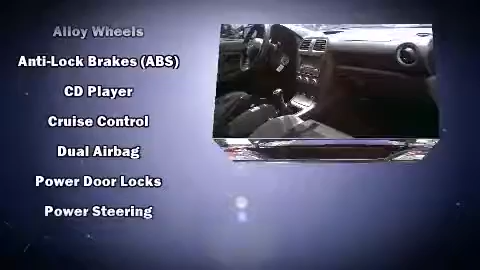 Alloy Wheels
Anti-Lock Brakes (ABS)
CD Player
Cruise Control
Dual Airbag
Power Door Locks
Power Steering